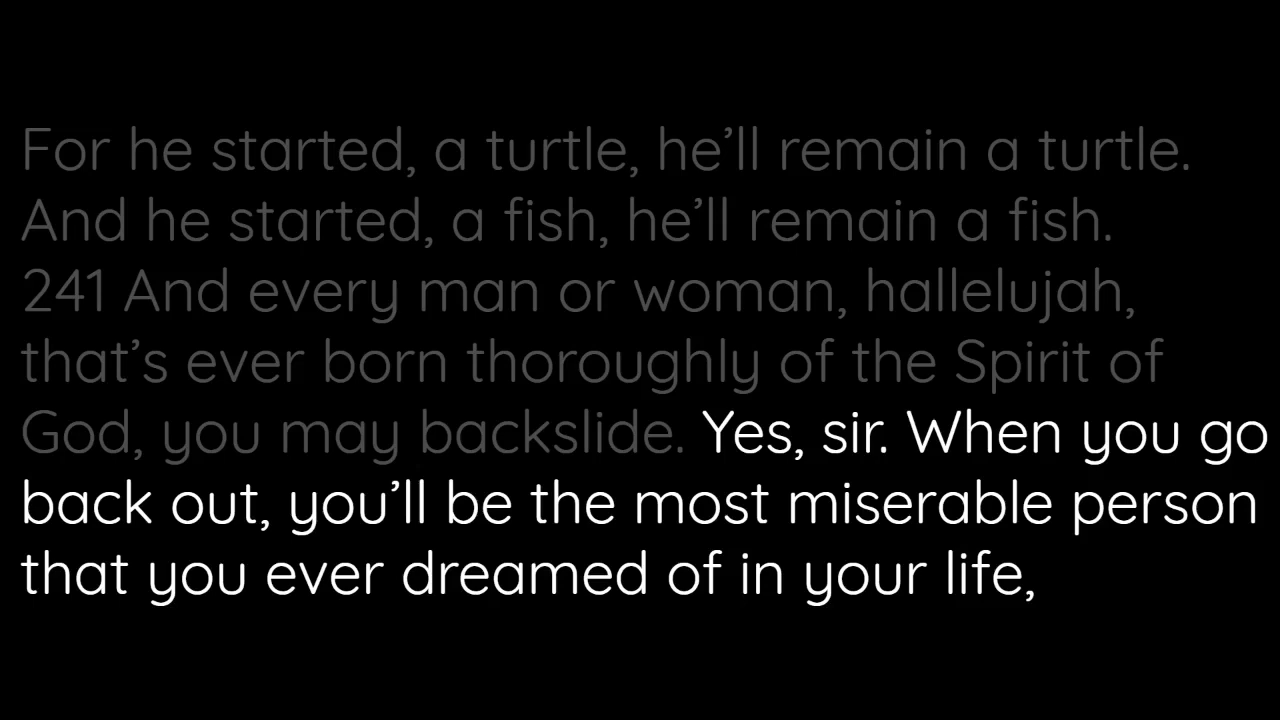 For he started, a turtle, he’ll remain a turtle.
And he started, a fish, he’ll remain a fish.
241 And every man or woman, hallelujah,
that’s ever born thoroughly of the Spirit of
God, you may backslide. Yes, sir. When you go
back out, you’ll be the most miserable person
that you ever dreamed of in your life,